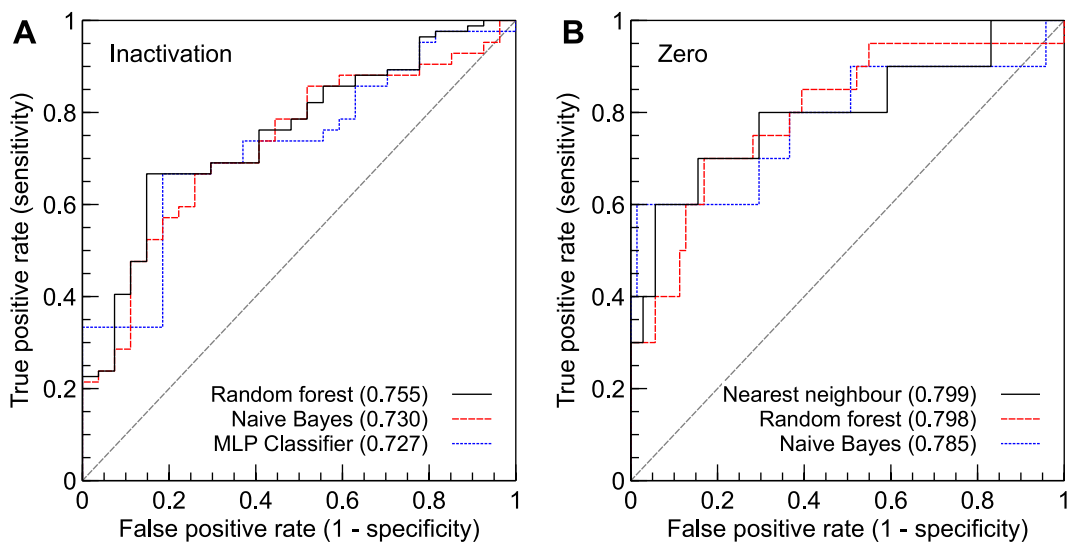 A
Inactivation
True positive rate (sensitivity)
1
0.8
0.6
0.4
0.2
0
Random forest (0.755)
Naive Bayes (0.730)
MLP Classifier (0.727)
0 0.2 0.4 0.6 0.8 1
False positive rate (1 - specificity)
B
Zero
True positive rate (sensitivity)
1
0.8
0.6
0.4
0.2
0
Nearest neighbour (0.799)
Random forest (0.798)
Naive Bayes (0.785)
0 0.2 0.4 0.6 0.8 1
False positive rate (1 - specificity)